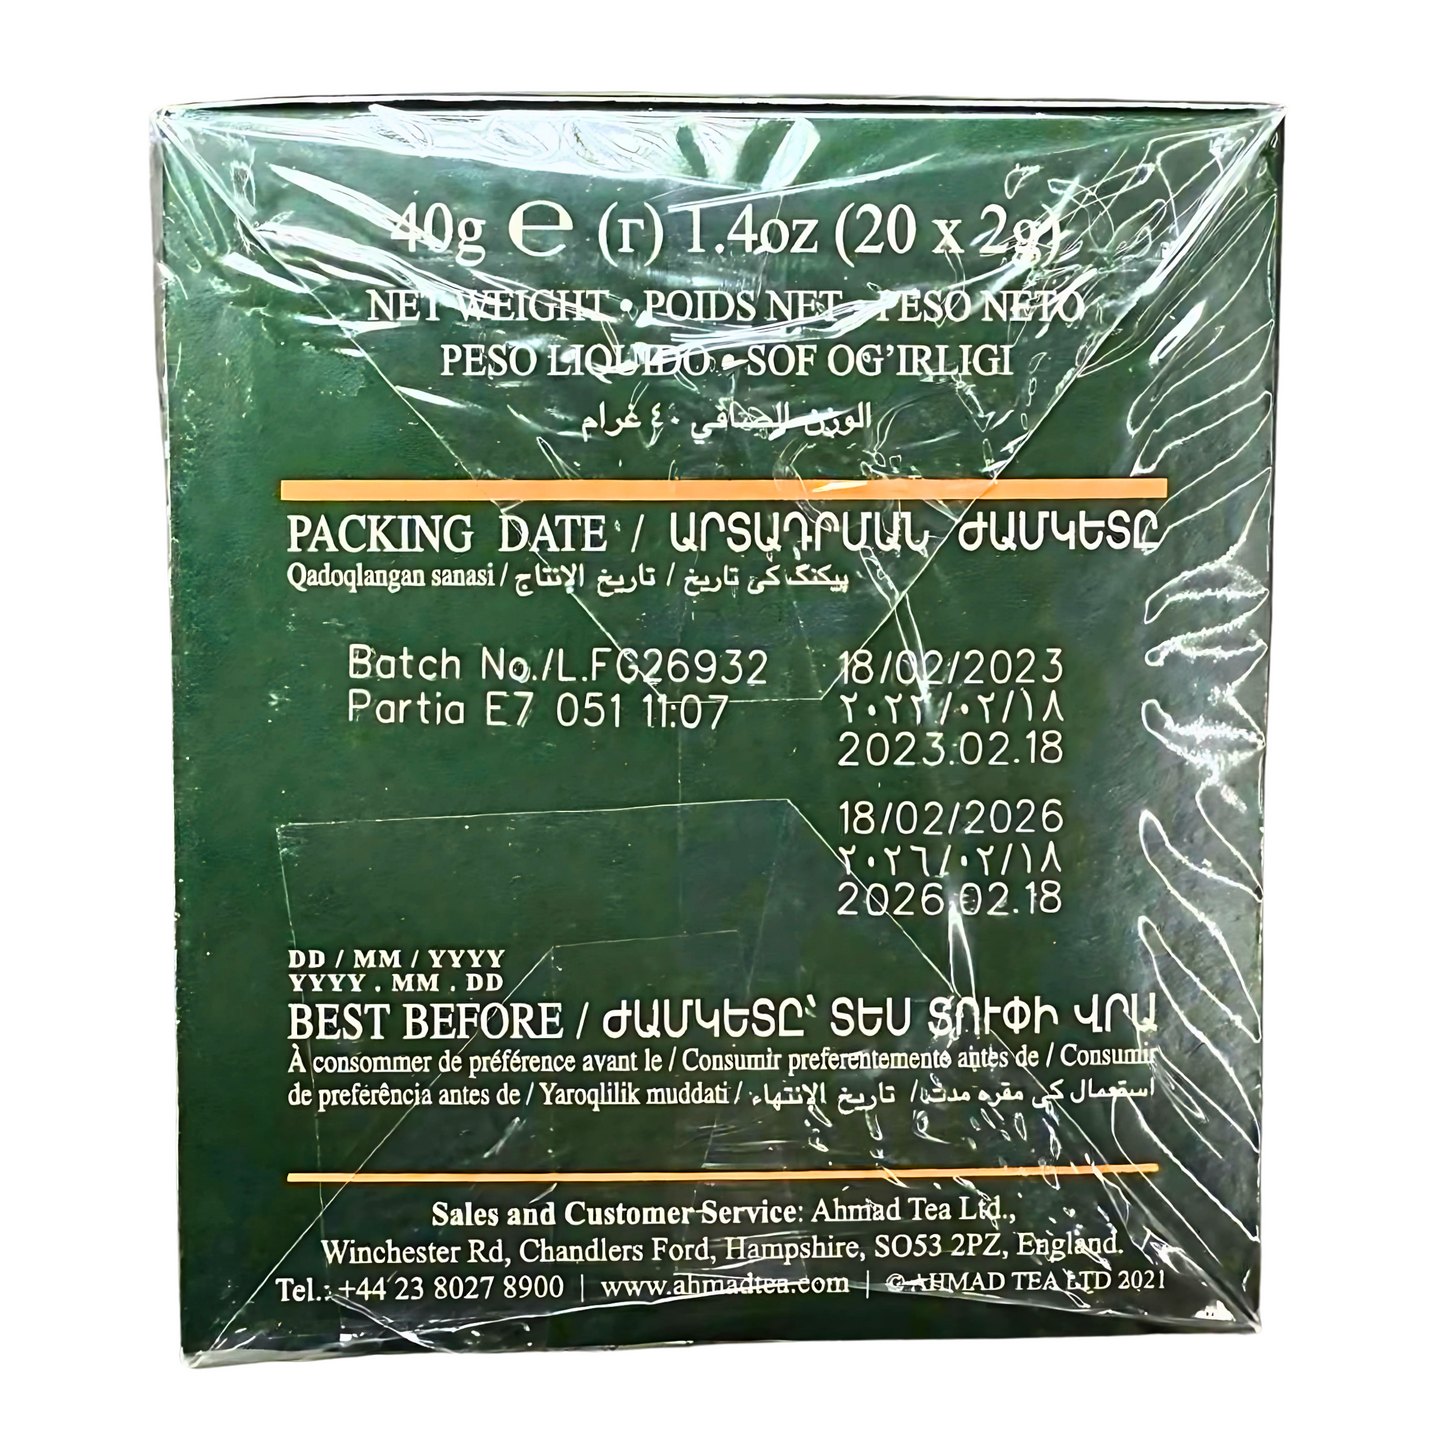 40g ℮ (г) 1.4oz (20 x 2g)
NET WEIGHT • POIDS NET • PESO NETO
PESO LIQUIDO • SOF OG’IRLIGI
الوزن الصافي ٤٠ غرام
PACKING DATE / ԱՐՏԱԴՐՄԱՆ ԺԱՄԿԵՏԸ
Qadoqlangan sanasi / تاريخ الإنتاج / پیکنگ کی تاریخ
Batch No./L.FG26932 18/02/2023
Partia E7 051 11:07 ٢٠٢٣/٠٢/١٨
2023.02.18
18/02/2026
٢٠٢٦/٠٢/١٨
2026.02.18
DD / MM / YYYY
YYYY . MM . DD
BEST BEFORE / ԺԱՄԿԵՏԸ՝ ՏԵՍ ՏՈՒՓԻ ՎՐԱ
À consommer de préférence avant le / Consumir preferentemente antes de / Consumir
de preferência antes de / Yaroqlilik muddati / تاريخ الإنتهاء / استعمال کی مقرہ مدت
Sales and Customer Service: Ahmad Tea Ltd.,
Winchester Rd, Chandlers Ford, Hampshire, SO53 2PZ, England.
Tel.: +44 23 8027 8900 | www.ahmadtea.com | © AHMAD TEA LTD 2021